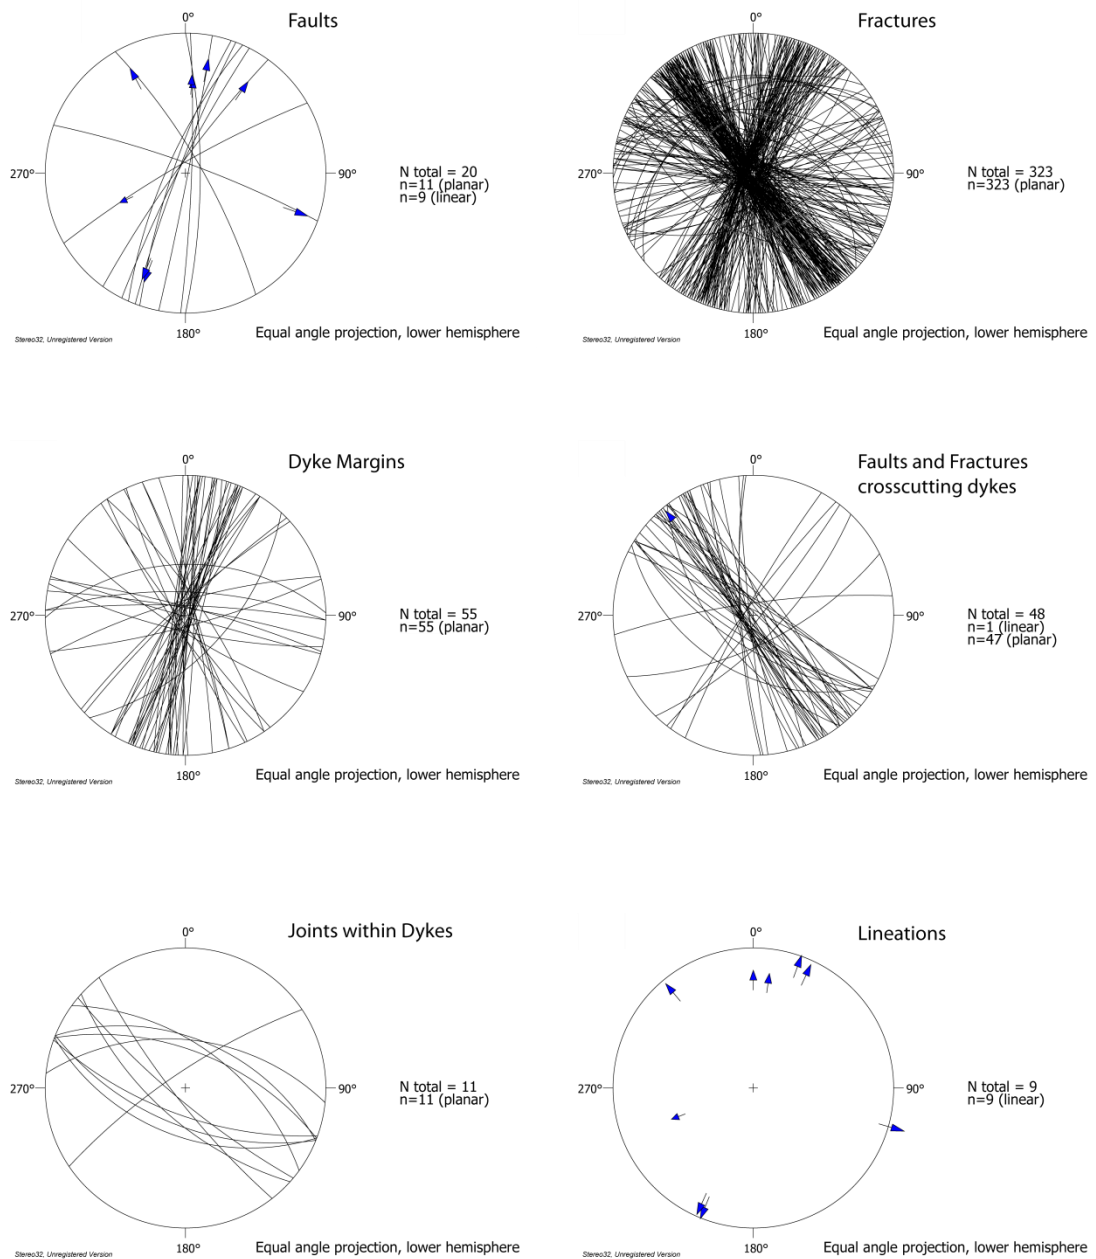 Faults
0°
270°
90°
N total = 20
n=11 (planar)
n=9 (linear)
180°
Equal angle projection, lower hemisphere
Stereo32, Unregistered Version
Fractures
0°
270°
90°
N total = 323
n=323 (planar)
180°
Equal angle projection, lower hemisphere
Stereo32, Unregistered Version
Dyke Margins
0°
270°
90°
N total = 55
n=55 (planar)
180°
Equal angle projection, lower hemisphere
Stereo32, Unregistered Version
Faults and Fractures
crosscutting dykes
0°
270°
90°
N total = 48
n=1 (linear)
n=47 (planar)
180°
Equal angle projection, lower hemisphere
Stereo32, Unregistered Version
Joints within Dykes
0°
270°
90°
N total = 11
n=11 (planar)
180°
Equal angle projection, lower hemisphere
Stereo32, Unregistered Version
Lineations
0°
270°
90°
N total = 9
n=9 (linear)
180°
Equal angle projection, lower hemisphere
Stereo32, Unregistered Version